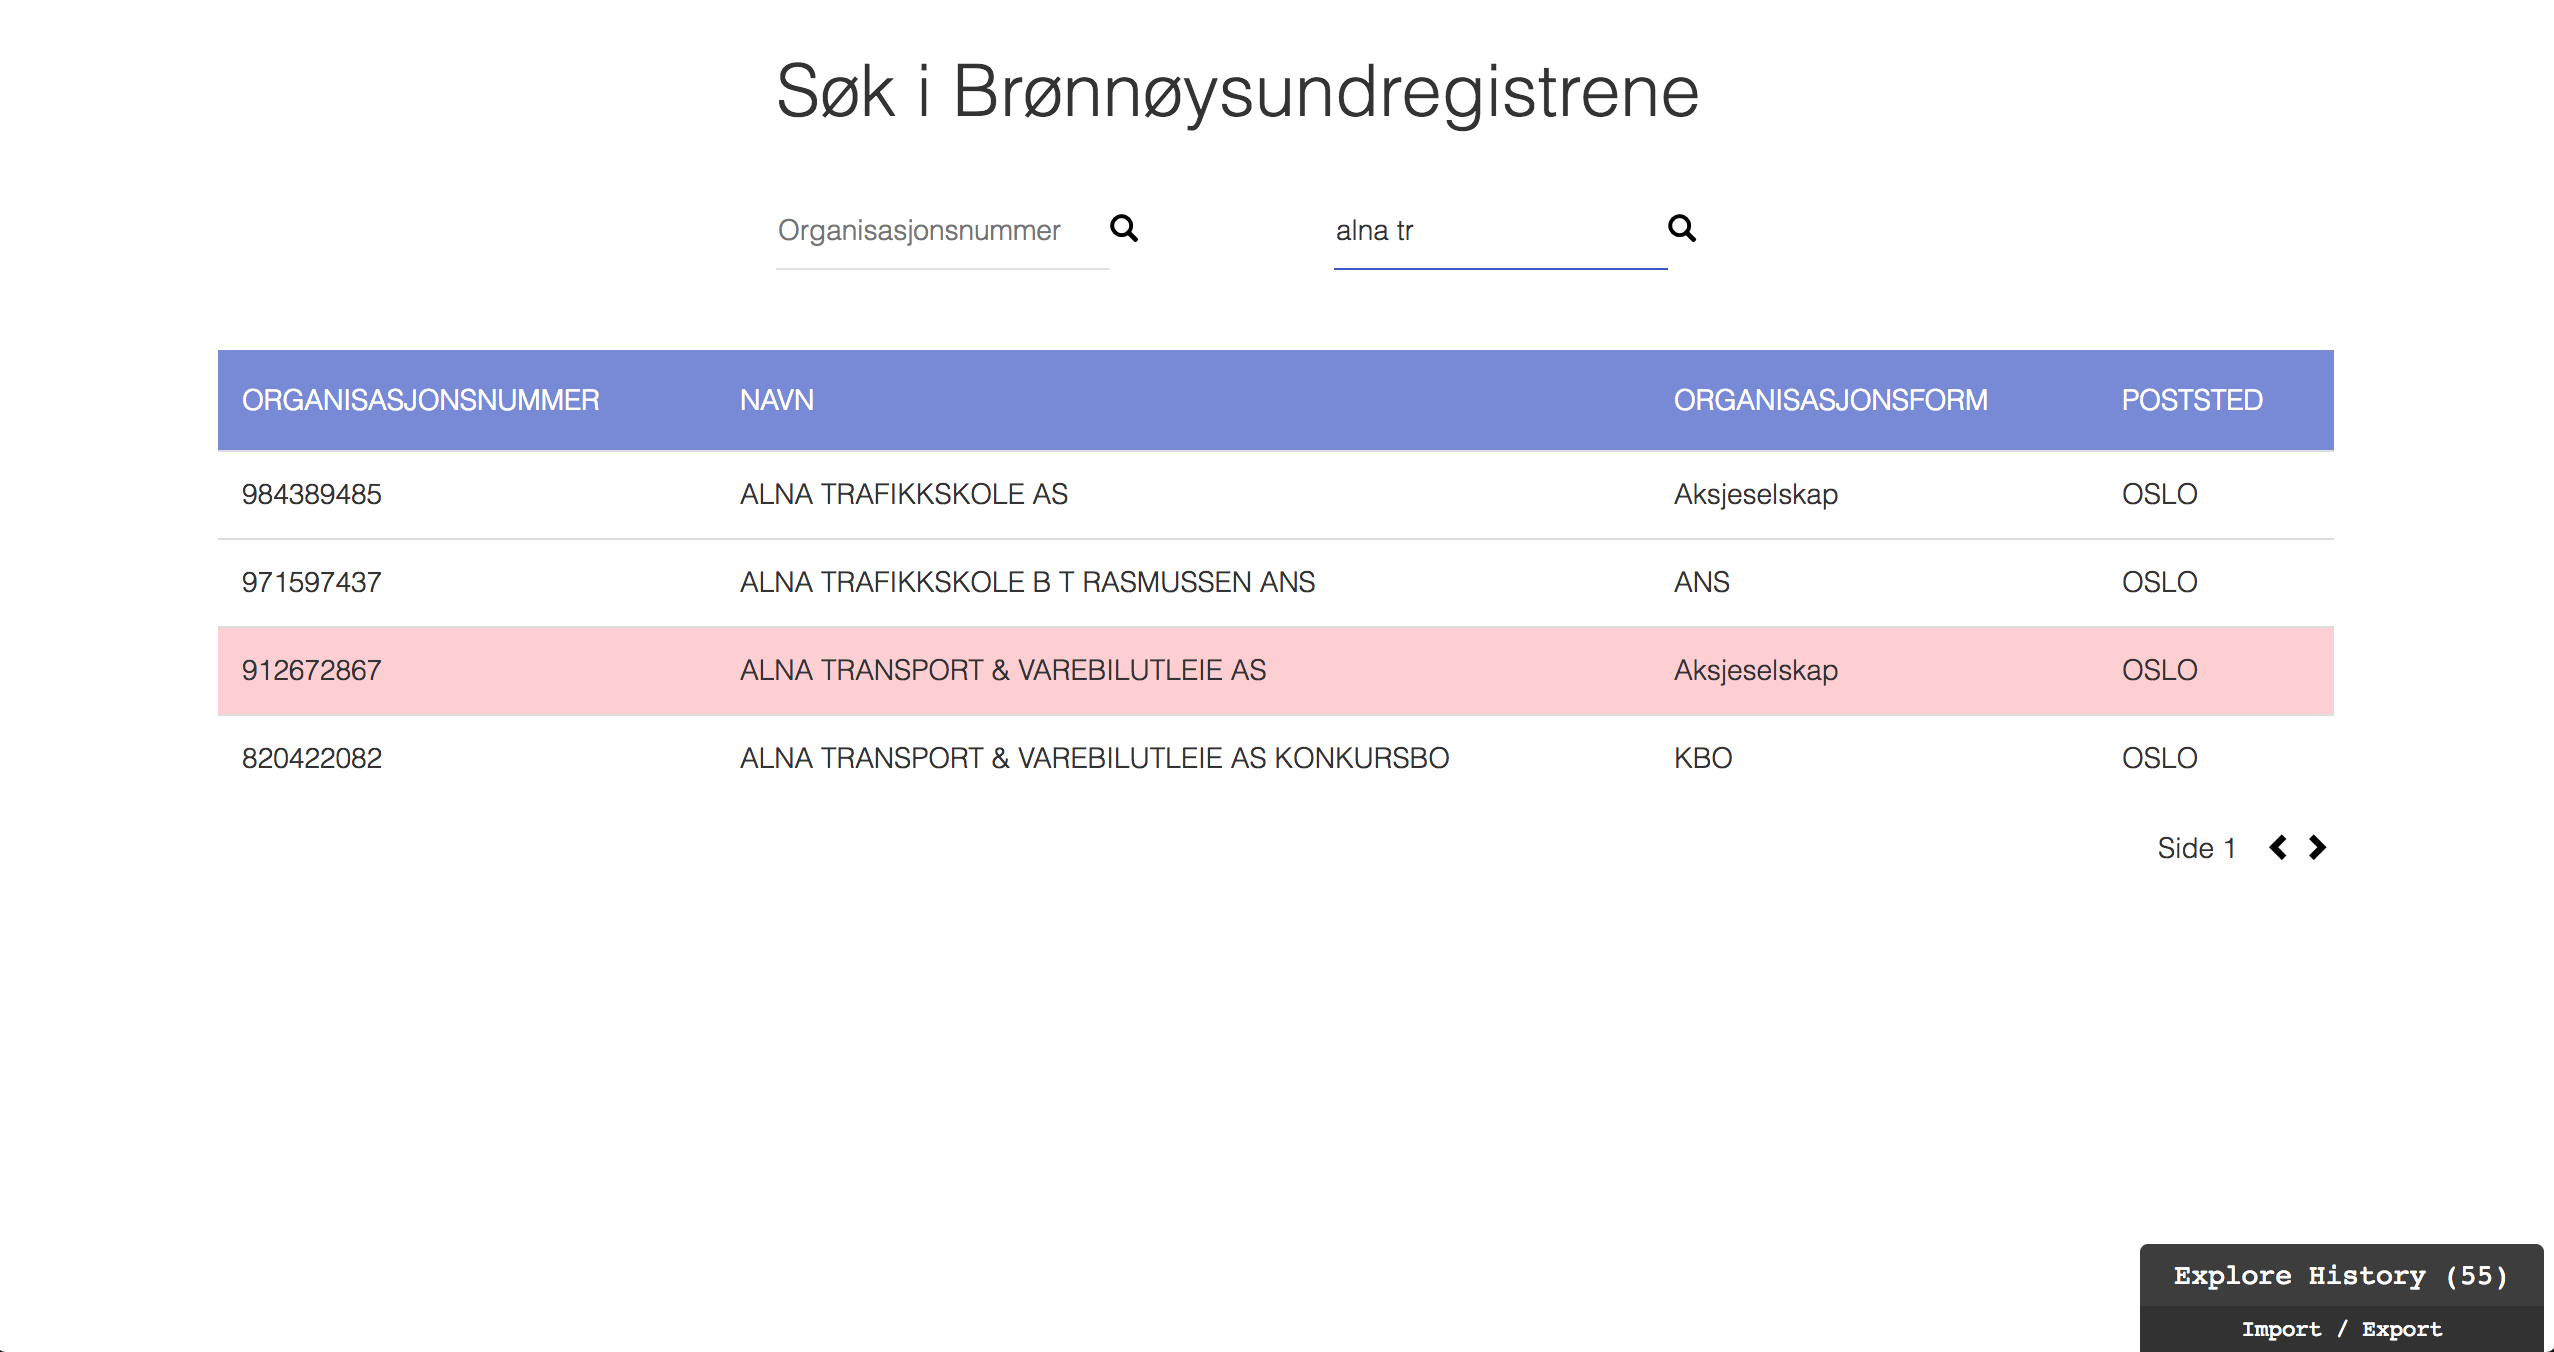 Søk i Brønnøysundregistrene
Organisasjonsnummer alna tr
ORGANISASJONSNUMMER NAVN ORGANISASJONSFORM POSTSTED
984389485 ALNA TRAFIKKSKOLE AS Aksjeselskap OSLO
971597437 ALNA TRAFIKKSKOLE B T RASMUSSEN ANS ANS OSLO
912672867 ALNA TRANSPORT & VAREBILUTLEIE AS Aksjeselskap OSLO
820422082 ALNA TRANSPORT & VAREBILUTLEIE AS KONKURSBO KBO OSLO
Side 1
Explore History (55)
Import / Export